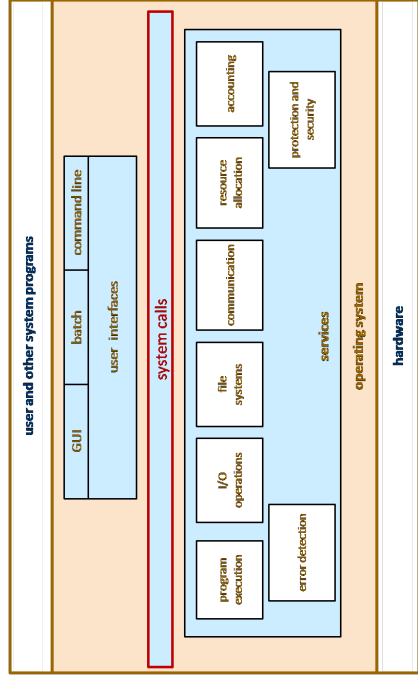 user and other system programs
GUI
batch
command line
user interfaces
system calls
program
execution
I/O
operations
file
systems
communication
resource
allocation
accounting
error detection
protection and
security
services
operating system
hardware